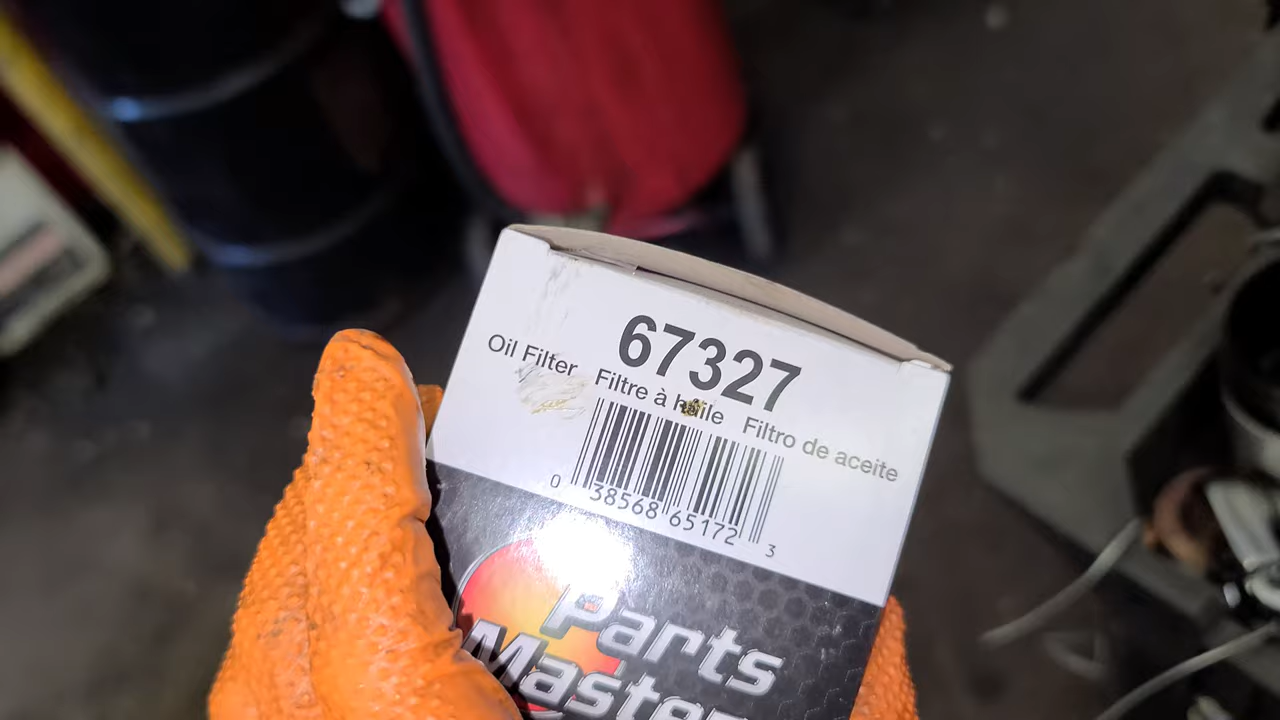 67327
Oil Filter Filtre à huile Filtro de aceite
0 38568 65172 3
Parts
Master